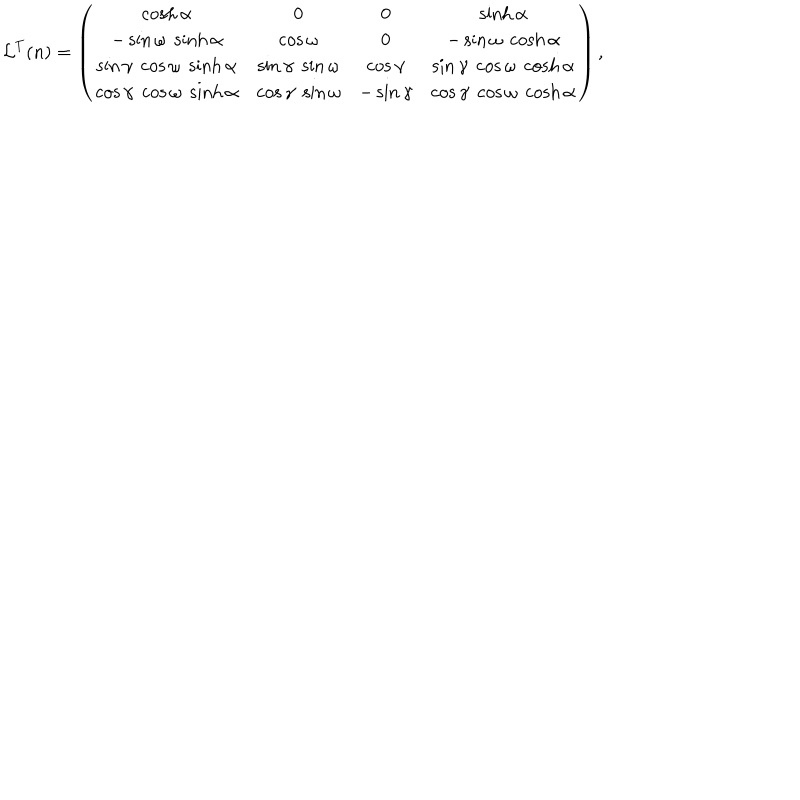 \mathcal{L}^T(n) = \begin{pmatrix} \cosh\alpha & 0 & 0 & \sinh\alpha \\ -\sin\omega \ \sinh\alpha & \cos\omega & 0 & -\sin\omega \ \cosh\alpha \\ \sin\gamma \ \cos\omega \ \sinh\alpha & \sin\gamma \ \sin\omega & \cos\gamma & \sin\gamma \ \cos\omega \ \cosh\alpha \\ \cos\gamma \ \cos\omega \ \sinh\alpha & \cos\gamma \ \sin\omega & -\sin\gamma & \cos\gamma \ \cos\omega \ \cosh\alpha \end{pmatrix},